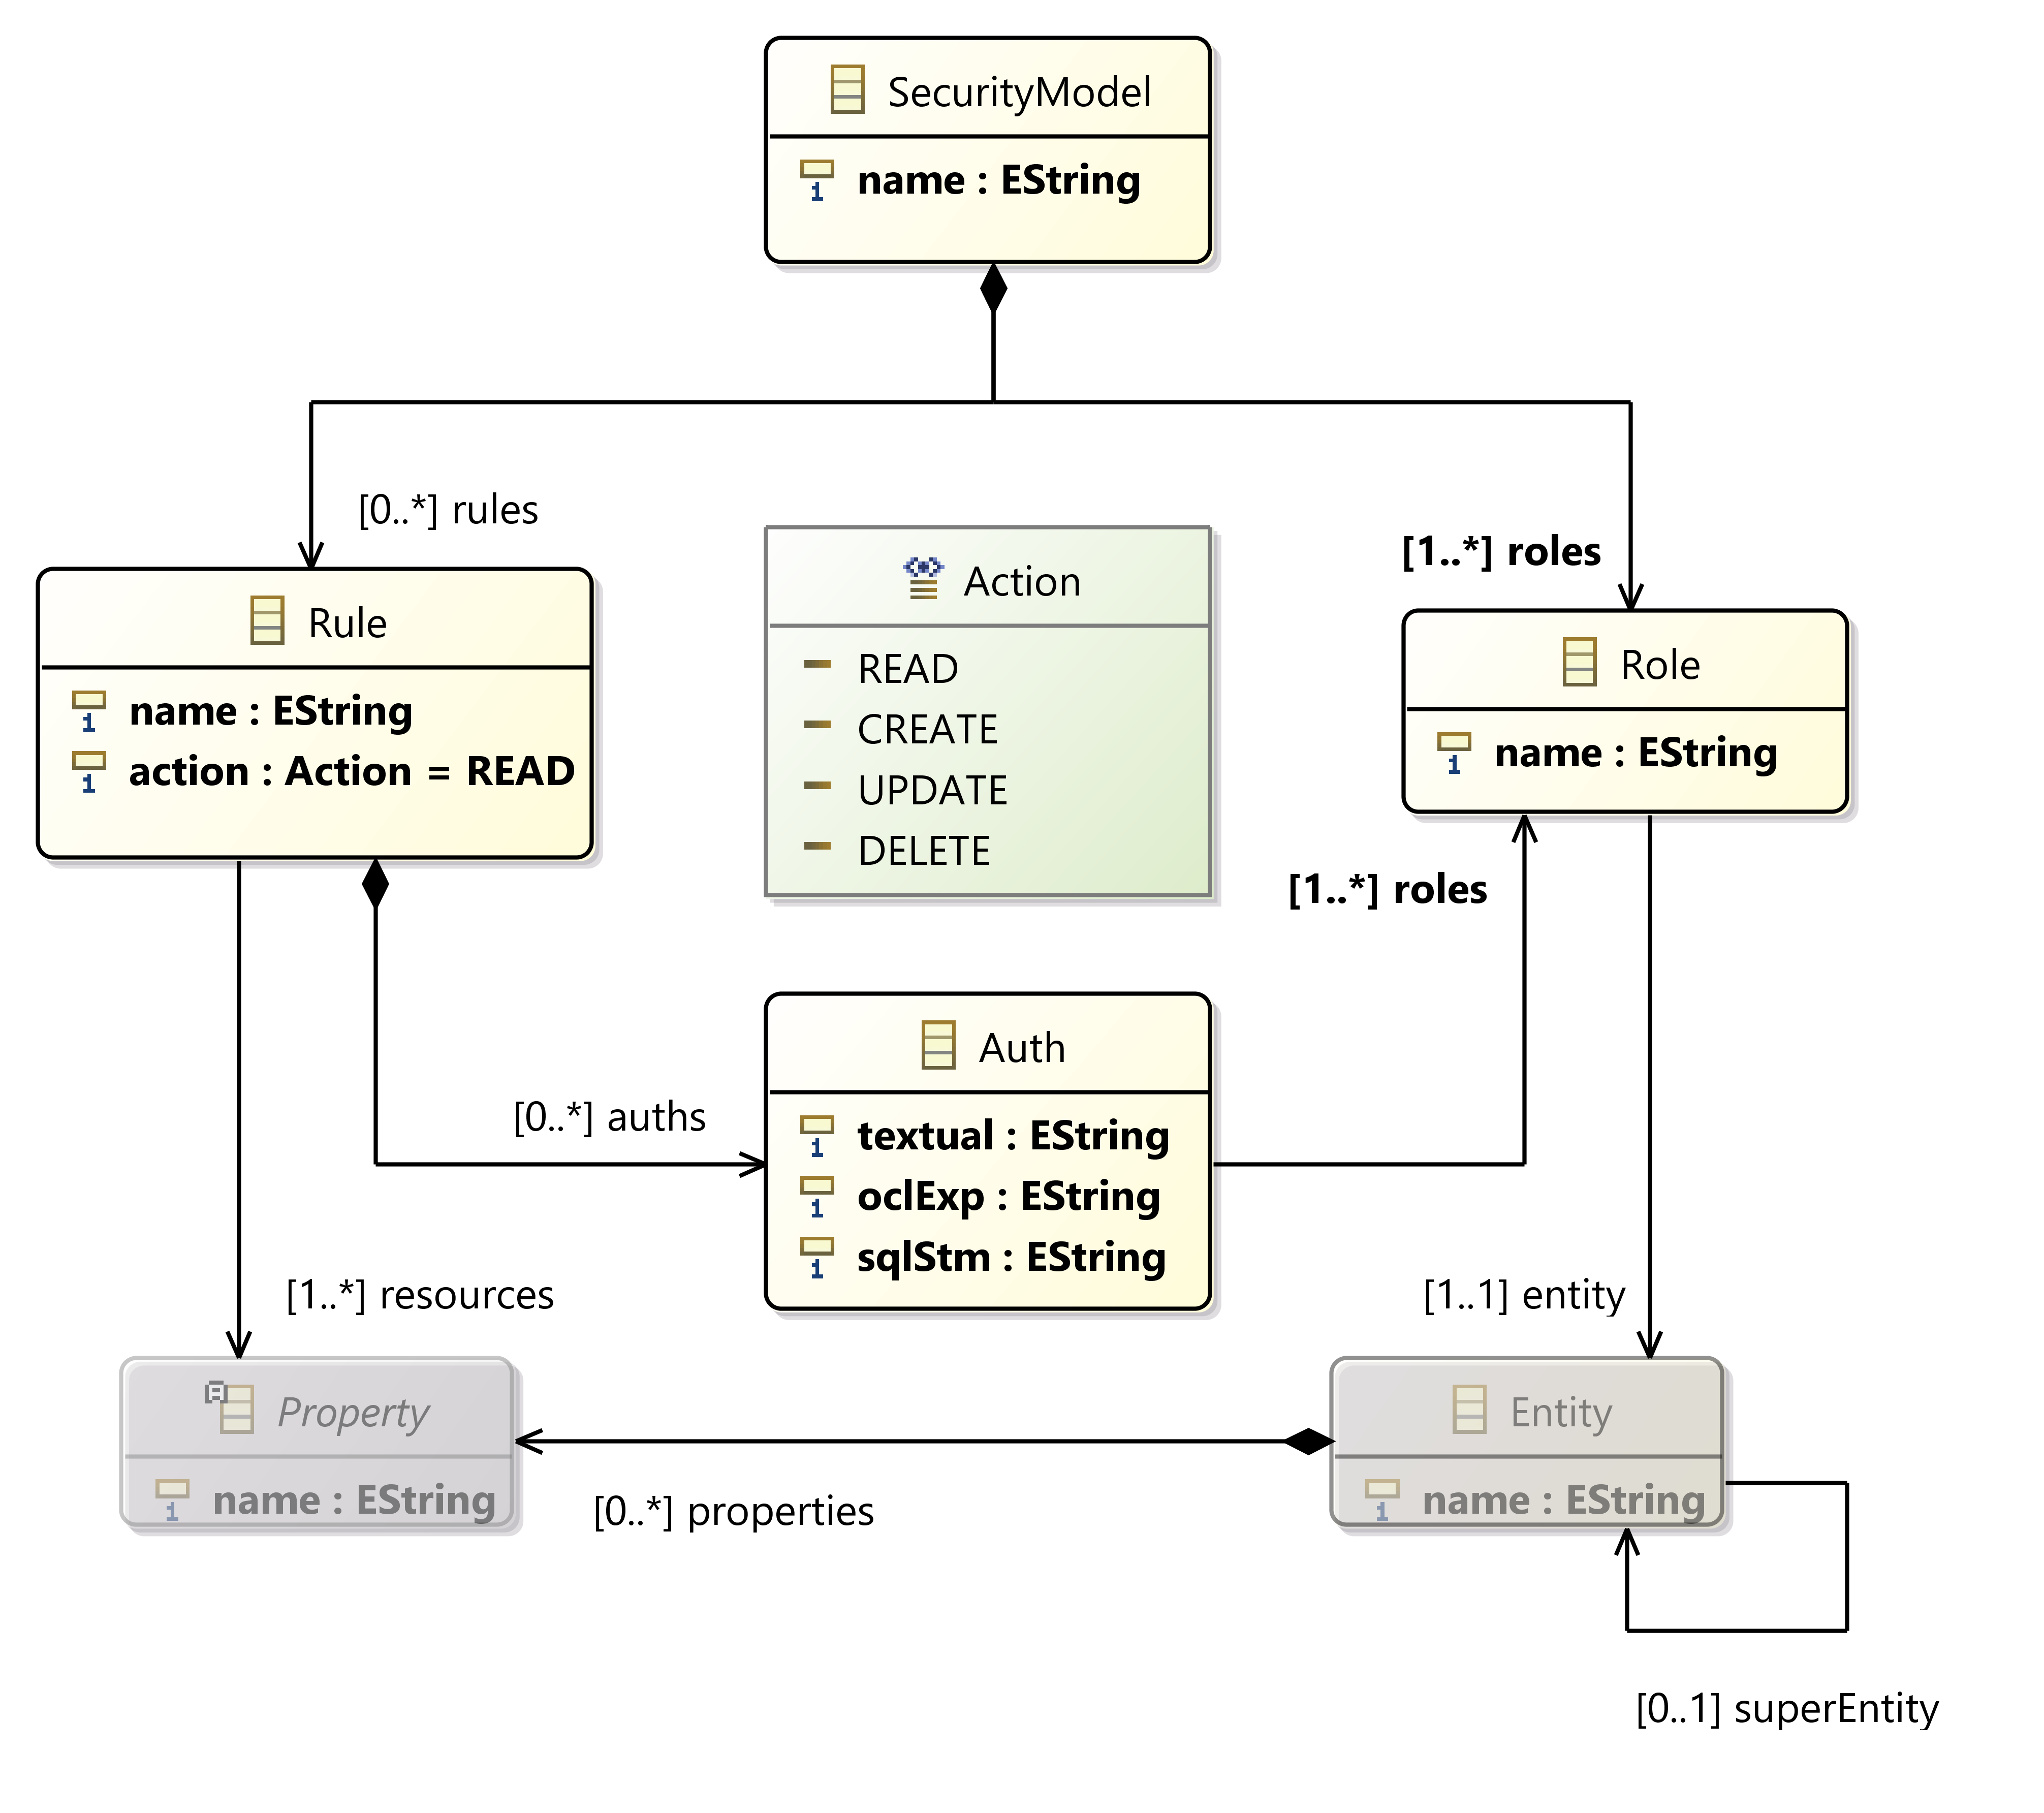 SecurityModel
name : EString
[0..*] rules
[1..*] roles
Rule
name : EString
action : Action = READ
Action
READ
CREATE
UPDATE
DELETE
Role
name : EString
[1..*] roles
Auth
textual : EString
oclExp : EString
sqlStm : EString
[0..*] auths
[1..*] resources
[1..1] entity
Property
name : EString
[0..*] properties
Entity
name : EString
[0..1] superEntity